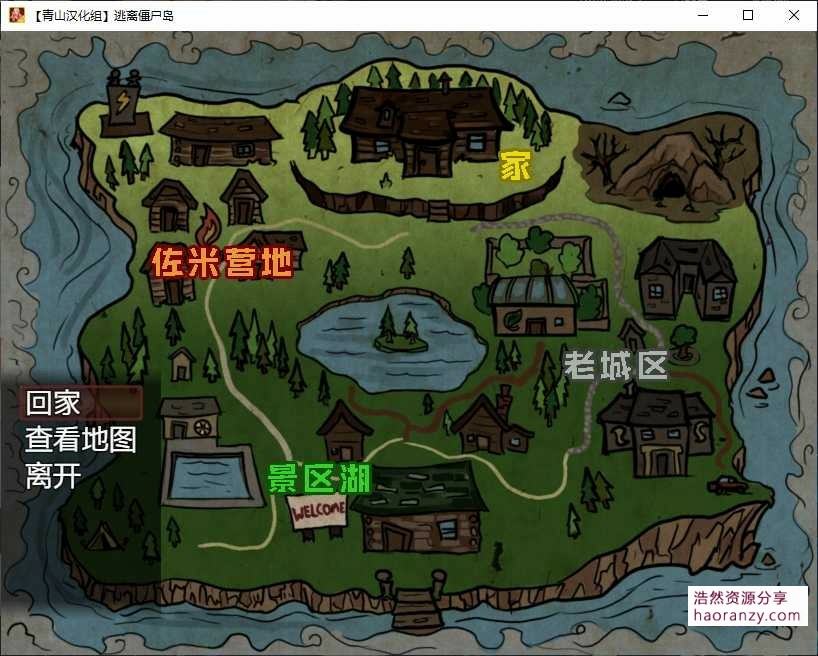 【青山汉化组】逃离僵尸岛
家
佐米营地
老城区
回家
查看地图
离开
景区湖
WELCOME
浩然资源分享
haoranzy.com